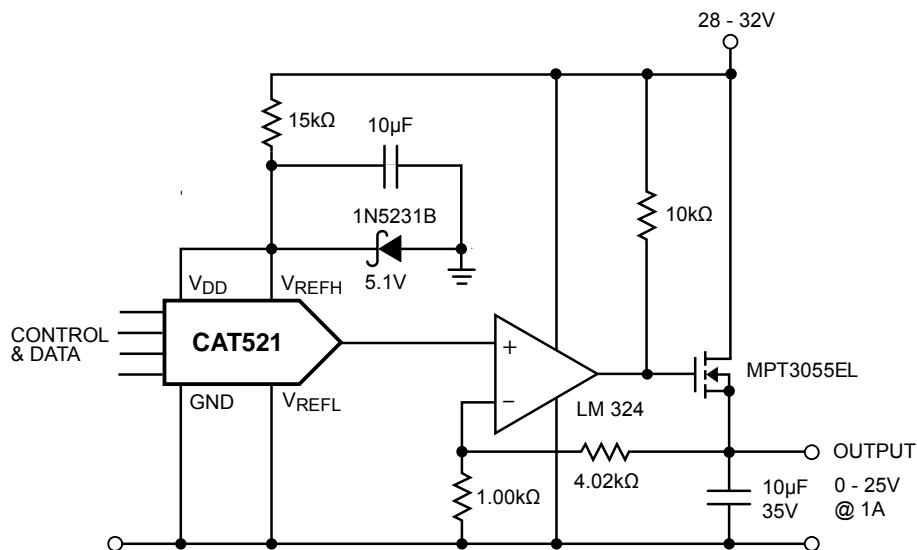 28 - 32V
15kΩ
10µF
10kΩ
1N5231B
5.1V
VDD
VREFH
CONTROL
& DATA
CAT521
+
−
GND
VREFL
LM 324
MPT3055EL
1.00kΩ
4.02kΩ
10µF
35V
OUTPUT
0 - 25V
@ 1A